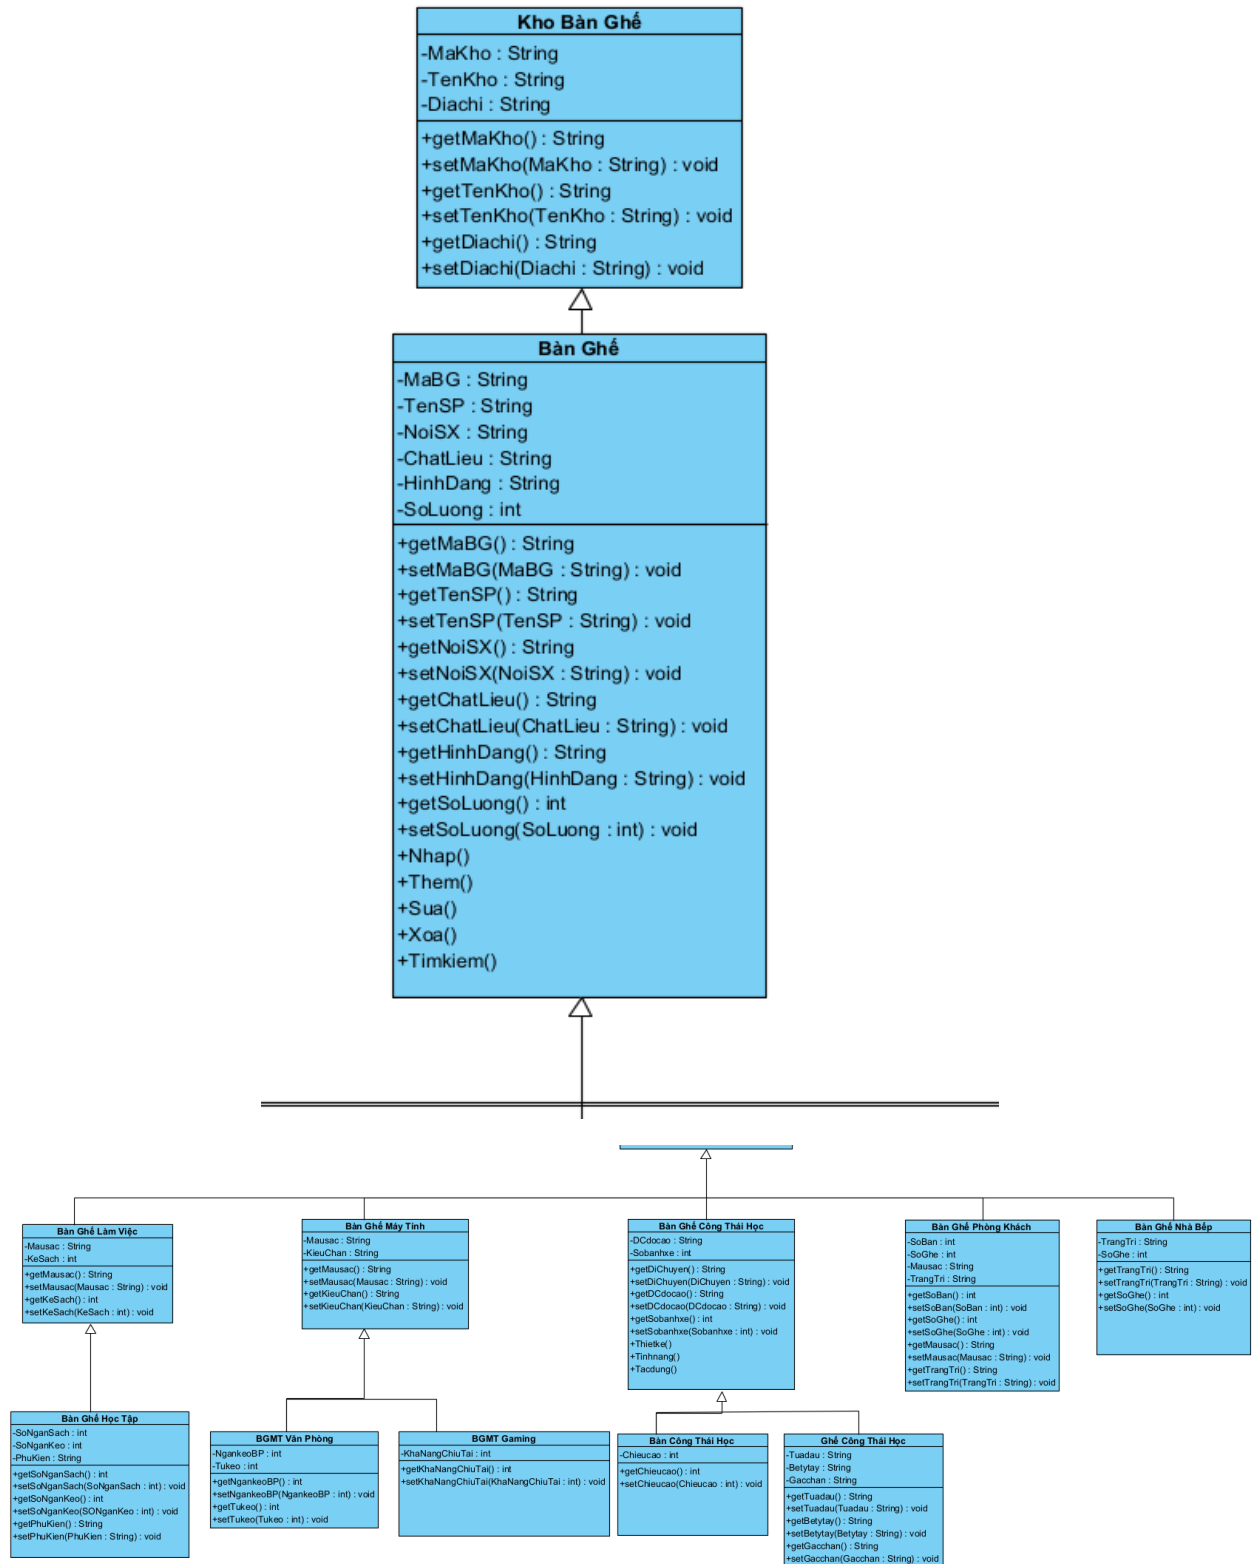 Kho Bàn Ghế
-MaKho : String
-TenKho : String
-Diachi : String
+getMaKho() : String
+setMaKho(MaKho : String) : void
+getTenKho() : String
+setTenKho(TenKho : String) : void
+getDiachi() : String
+setDiachi(Diachi : String) : void
Bàn Ghế
-MaBG : String
-TenSP : String
-NoiSX : String
-ChatLieu : String
-HinhDang : String
-SoLuong : int
+getMaBG() : String
+setMaBG(MaBG : String) : void
+getTenSP() : String
+setTenSP(TenSP : String) : void
+getNoiSX() : String
+setNoiSX(NoiSX : String) : void
+getChatLieu() : String
+setChatLieu(ChatLieu : String) : void
+getHinhDang() : String
+setHinhDang(HinhDang : String) : void
+getSoLuong() : int
+setSoLuong(SoLuong : int) : void
+Nhap()
+Them()
+Sua()
+Xoa()
+Timkiem()
Bàn Ghế Làm Việc
-Mausac : String
-KeSach : int
+getMausac() : String
+setMausac(Mausac : String) : void
+getKeSach() : int
+setKeSach(KeSach : int) : void
Bàn Ghế Máy Tính
-Mausac : String
-KieuChan : String
+getMausac() : String
+setMausac(Mausac : String) : void
+getKieuChan() : String
+setKieuChan(KieuChan : String) : void
Bàn Ghế Công Thái Học
-DCdocao : String
-Sobanhxe : int
+getDiChuyen() : String
+setDiChuyen(DiChuyen : String) : void
+getDCdocao() : String
+setDCdocao(DCdocao : String) : void
+getSobanhxe() : int
+setSobanhxe(Sobanhxe : int) : void
+Thietke()
+Tinhnang()
+Tacdung()
Bàn Ghế Phòng Khách
-SoBan : int
-SoGhe : int
-Mausac : String
-TrangTri : String
+getSoBan() : int
+setSoBan(SoBan : int) : void
+getSoGhe() : int
+setSoGhe(SoGhe : int) : void
+getMausac() : String
+setMausac(Mausac : String) : void
+getTrangTri() : String
+setTrangTri(TrangTri : String) : void
Bàn Ghế Nhà Bếp
-TrangTri : String
-SoGhe : int
+getTrangTri() : String
+setTrangTri(TrangTri : String) : void
+getSoGhe() : int
+setSoGhe(SoGhe : int) : void
Bàn Ghế Học Tập
-SoNganSach : int
-SoNganKeo : int
-PhuKien : String
+getSoNganSach() : int
+setSoNganSach(SoNganSach : int) : void
+getSoNganKeo() : int
+setSoNganKeo(SONganKeo : int) : void
+getPhuKien() : String
+setPhuKien(PhuKien : String) : void
BGMT Văn Phòng
-NgankeoBP : int
-Tukeo : int
+getNgankeoBP() : int
+setNgankeoBP(NgankeoBP : int) : void
+getTukeo() : int
+setTukeo(Tukeo : int) : void
BGMT Gaming
-KhaNangChiuTai : int
+getKhaNangChiuTai() : int
+setKhaNangChiuTai(KhaNangChiuTai : int) : void
Bàn Công Thái Học
-Chieucao : int
+getChieucao() : int
+setChieucao(Chieucao : int) : void
Ghế Công Thái Học
-Tuadau : String
-Betytay : String
-Gacchan : String
+getTuadau() : String
+setTuadau(Tuadau : String) : void
+getBetytay() : String
+setBetytay(Betytay : String) : void
+getGacchan() : String
+setGacchan(Gacchan : String) : void